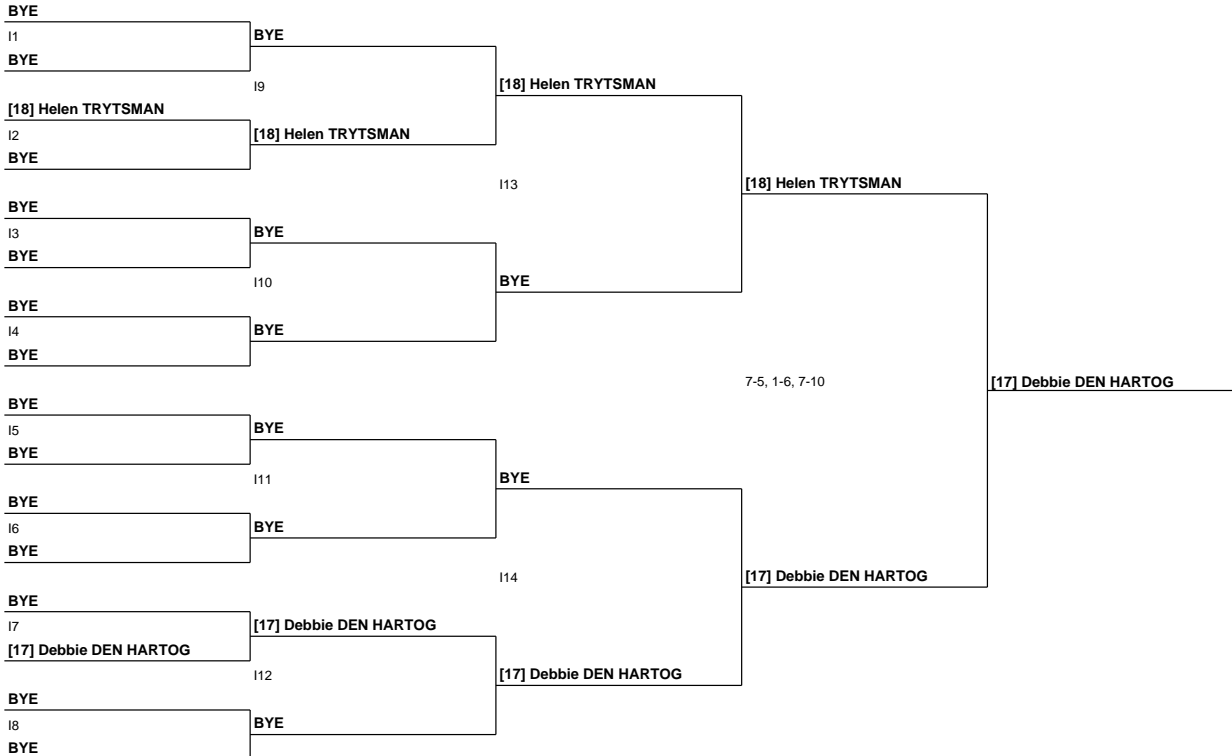 BYE
I1
BYE
BYE
I9
[18] Helen TRYTSMAN
[18] Helen TRYTSMAN
I2
[18] Helen TRYTSMAN
BYE
I13
[18] Helen TRYTSMAN
BYE
I3
BYE
BYE
I10
BYE
BYE
I4
BYE
BYE
7-5, 1-6, 7-10
[17] Debbie DEN HARTOG
BYE
I5
BYE
BYE
I11
BYE
BYE
I6
BYE
BYE
I14
[17] Debbie DEN HARTOG
BYE
I7
[17] Debbie DEN HARTOG
[17] Debbie DEN HARTOG
I12
[17] Debbie DEN HARTOG
BYE
I8
BYE
BYE